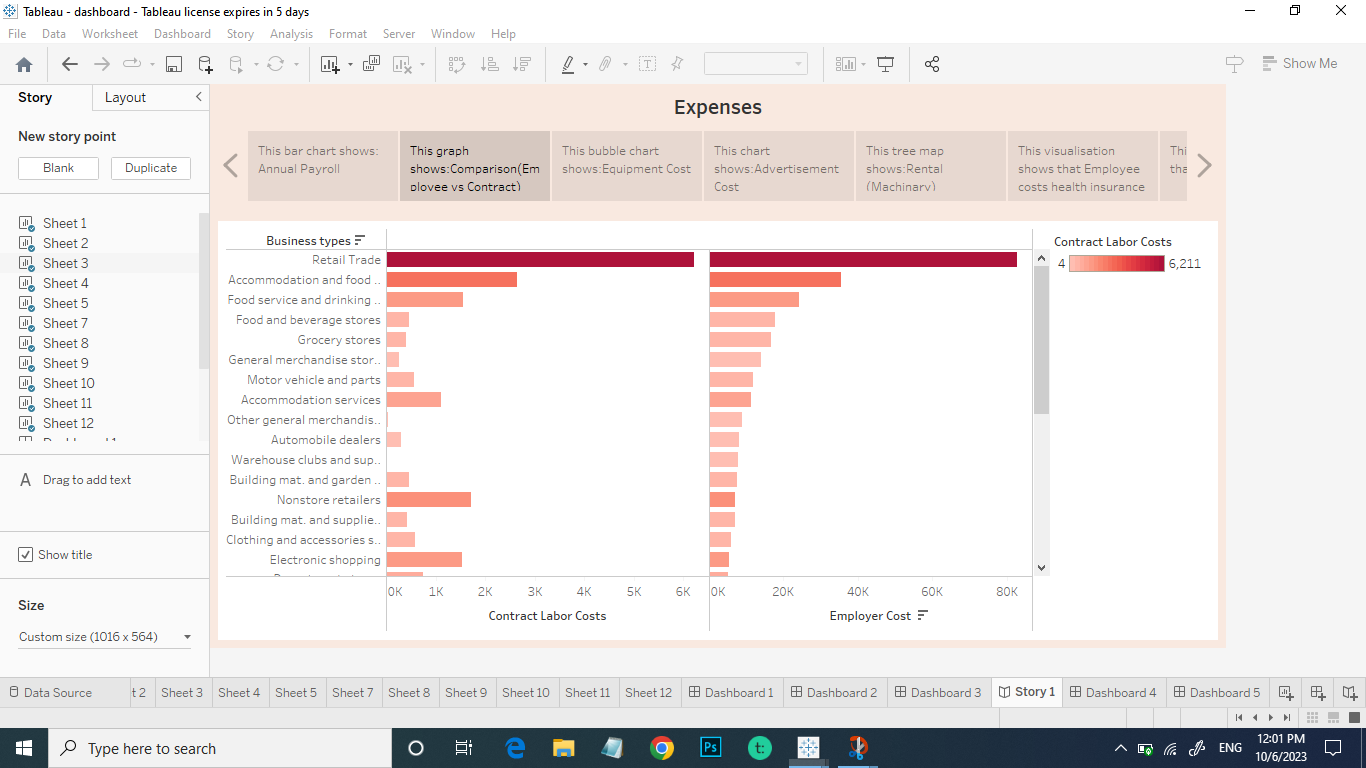 Tableau - dashboard - Tableau license expires in 5 days
File Data Worksheet Dashboard Story Analysis Format Server Window Help
Show Me
Story Layout
New story point
Blank Duplicate
Sheet 1
Sheet 2
Sheet 3
Sheet 4
Sheet 5
Sheet 7
Sheet 8
Sheet 9
Sheet 10
Sheet 11
Sheet 12
A Drag to add text
Show title
Size
Custom size (1016 x 564)
Expenses
This bar chart shows:
Annual Payroll
This graph
shows:Comparison(Em
ployee vs Contract)
This bubble chart
shows:Equipment Cost
This chart
shows:Advertisement
Cost
This tree map
shows:Rental
(Machinary)
This visualisation
shows that Employee
costs health insurance
Thi
tha
Business types
Retail Trade
Accommodation and food ..
Food service and drinking ..
Food and beverage stores
Grocery stores
General merchandise stor..
Motor vehicle and parts
Accommodation services
Other general merchandis..
Automobile dealers
Warehouse clubs and sup..
Building mat. and garden ..
Nonstore retailers
Building mat. and supplie..
Clothing and accessories s..
Electronic shopping
0K 1K 2K 3K 4K 5K 6K
Contract Labor Costs
0K 20K 40K 60K 80K
Employer Cost
Contract Labor Costs
4 6,211
Data Source t 2 Sheet 3 Sheet 4 Sheet 5 Sheet 7 Sheet 8 Sheet 9 Sheet 10 Sheet 11 Sheet 12 Dashboard 1 Dashboard 2 Dashboard 3 Story 1 Dashboard 4 Dashboard 5
Type here to search
Ps
t:
ENG
12:01 PM
10/6/2023